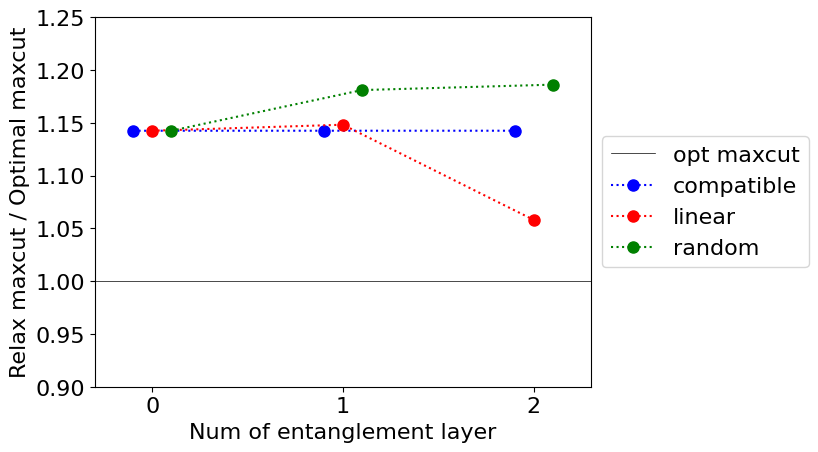 Relax maxcut / Optimal maxcut
1.25
1.20
1.15
1.10
1.05
1.00
0.95
0.90
0
1
2
Num of entanglement layer
opt maxcut
compatible
linear
random